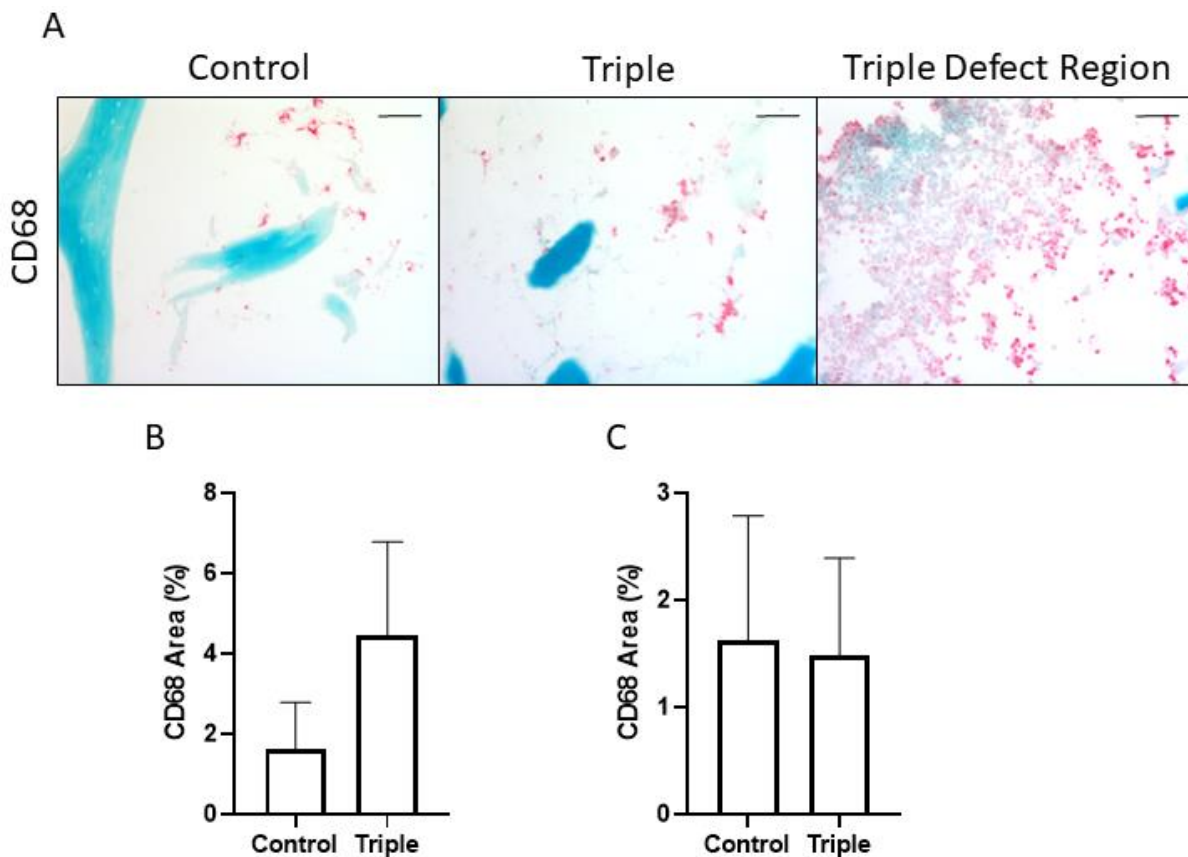 A
Control
Triple
Triple Defect Region
CD68
B
CD68 Area (%)
8
6
4
2
0
Control
Triple
C
CD68 Area (%)
3
2
1
0
Control
Triple